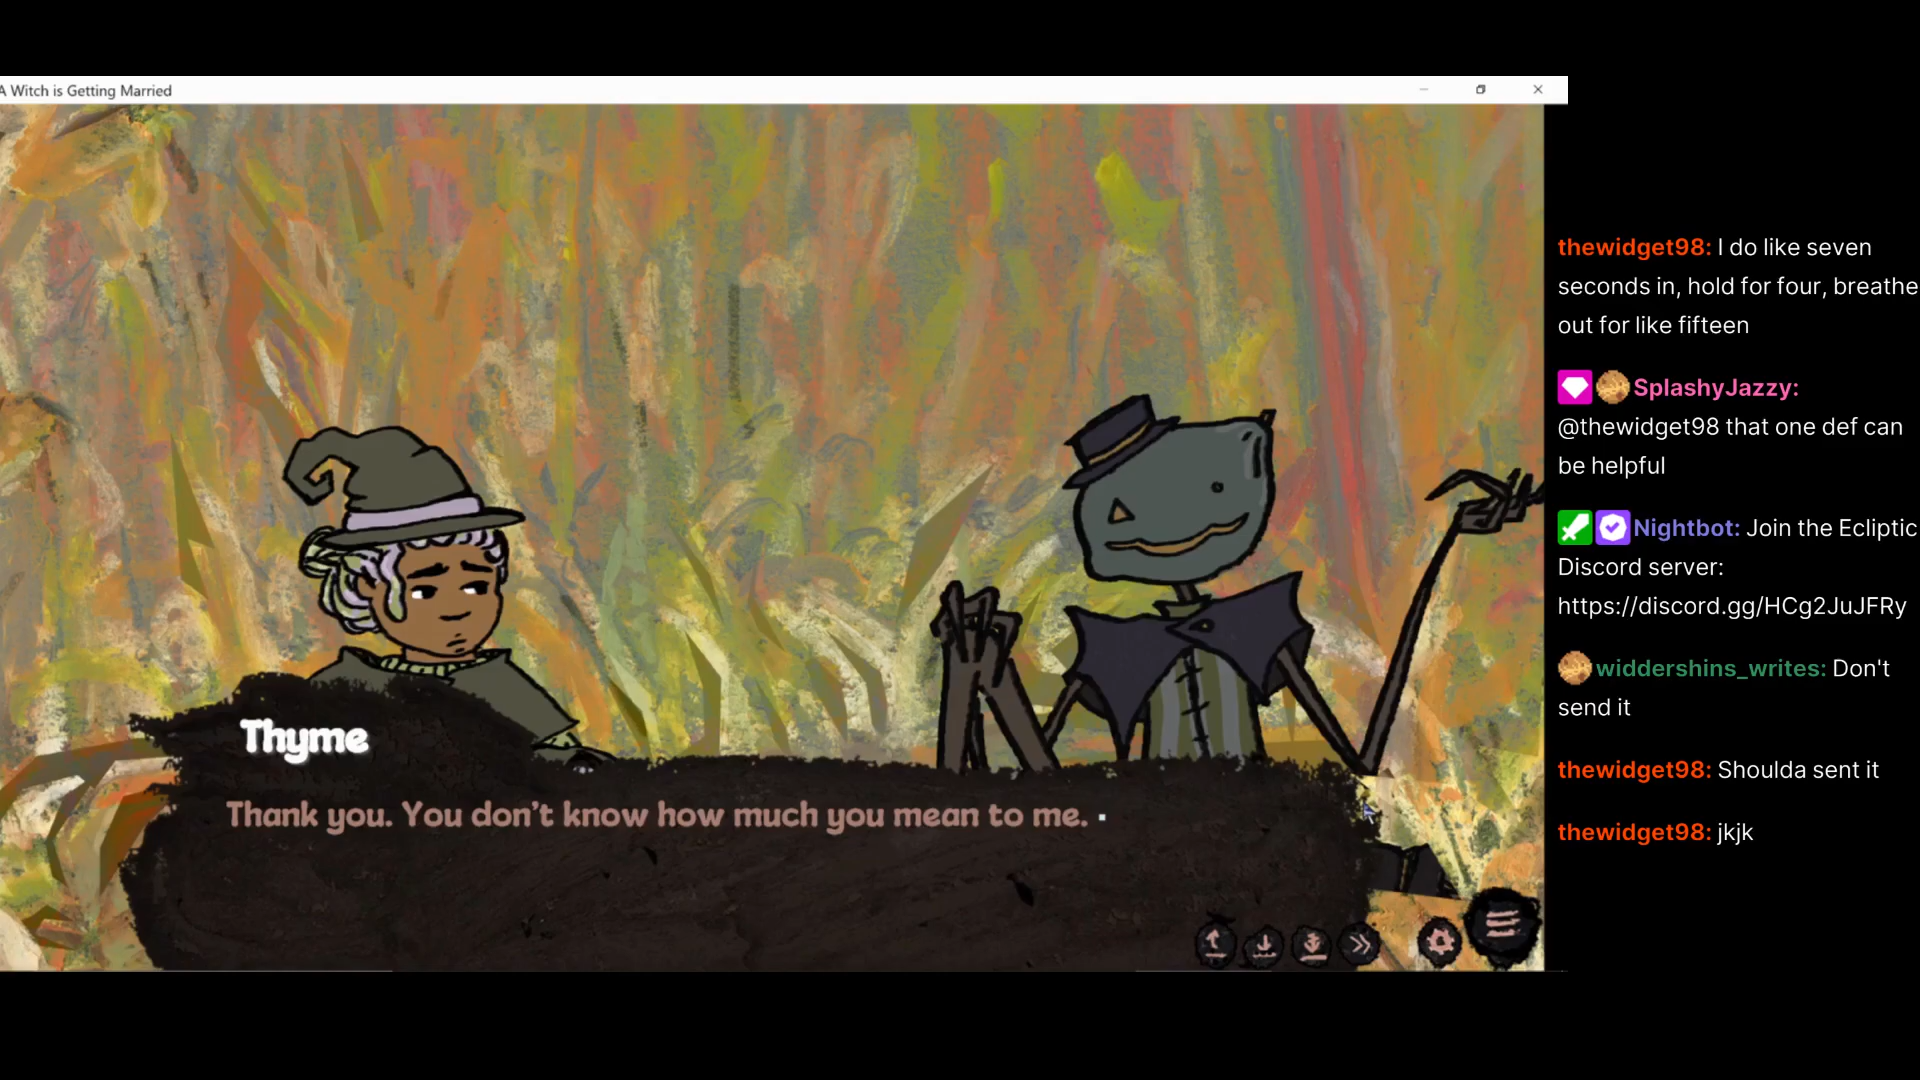 A Witch is Getting Married
Thyme
Thank you. You don't know how much you mean to me.
thewidget98: I do like seven
seconds in, hold for four, breathe
out for like fifteen
SplashyJazzy:
@thewidget98 that one def can
be helpful
Nightbot: Join the Ecliptic
Discord server:
https://discord.gg/HCg2JuJFRy
widdershins_writes: Don't
send it
thewidget98: Shoulda sent it
thewidget98: jkjk